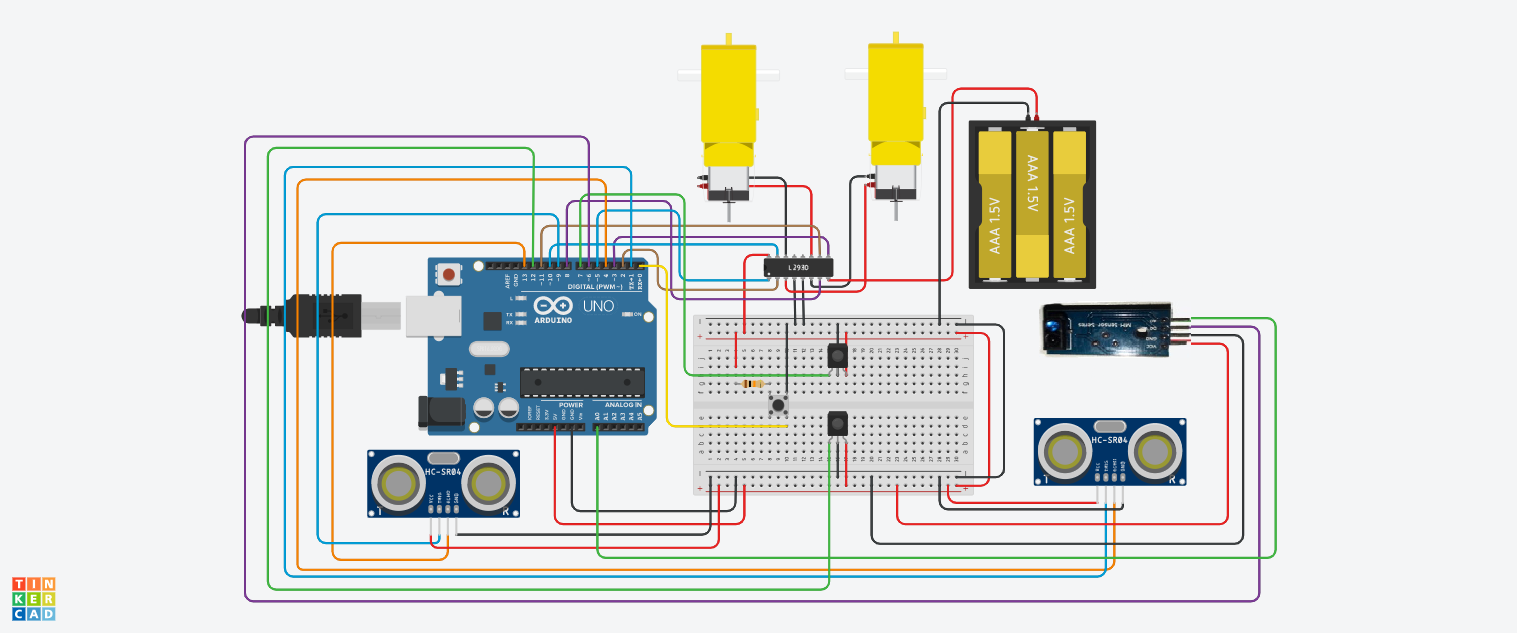 AAA 1.5V
AAA 1.5V
AAA 1.5V
L293D
AREF
GND
13
12
~11
~10
~9
8
7
~6
~5
4
~3
2
TX→1
RX←0
DIGITAL (PWM~)
L
TX
RX
ARDUINO
UNO
ON
MH Sensor Series
A0
D0
GND
VCC
POWER
ANALOG IN
IOREF
RESET
3.3V
5V
GND
GND
Vin
A0
A1
A2
A3
A4
A5
HC-SR04
VCC
TRIG
ECHO
GND
T
R
HC-SR04
VCC
TRIG
ECHO
GND
T
R
TIN
KER
CAD